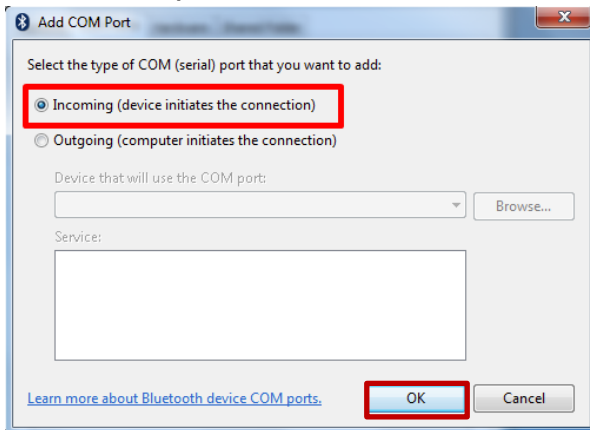 Add COM Port
Select the type of COM (serial) port that you want to add:
Incoming (device initiates the connection)
Outgoing (computer initiates the connection)
Device that will use the COM port:
Browse...
Service:
Learn more about Bluetooth device COM ports.
OK
Cancel